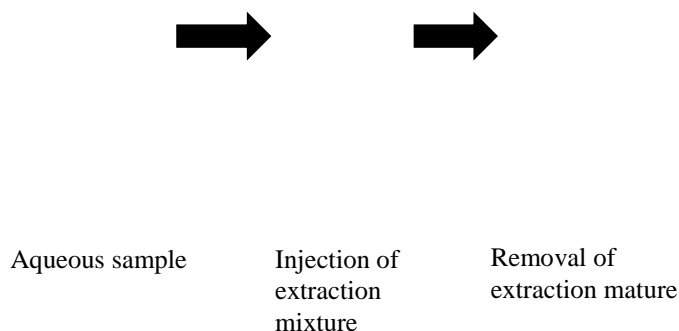 Aqueous sample
Injection of
extraction
mixture
Removal of
extraction mature